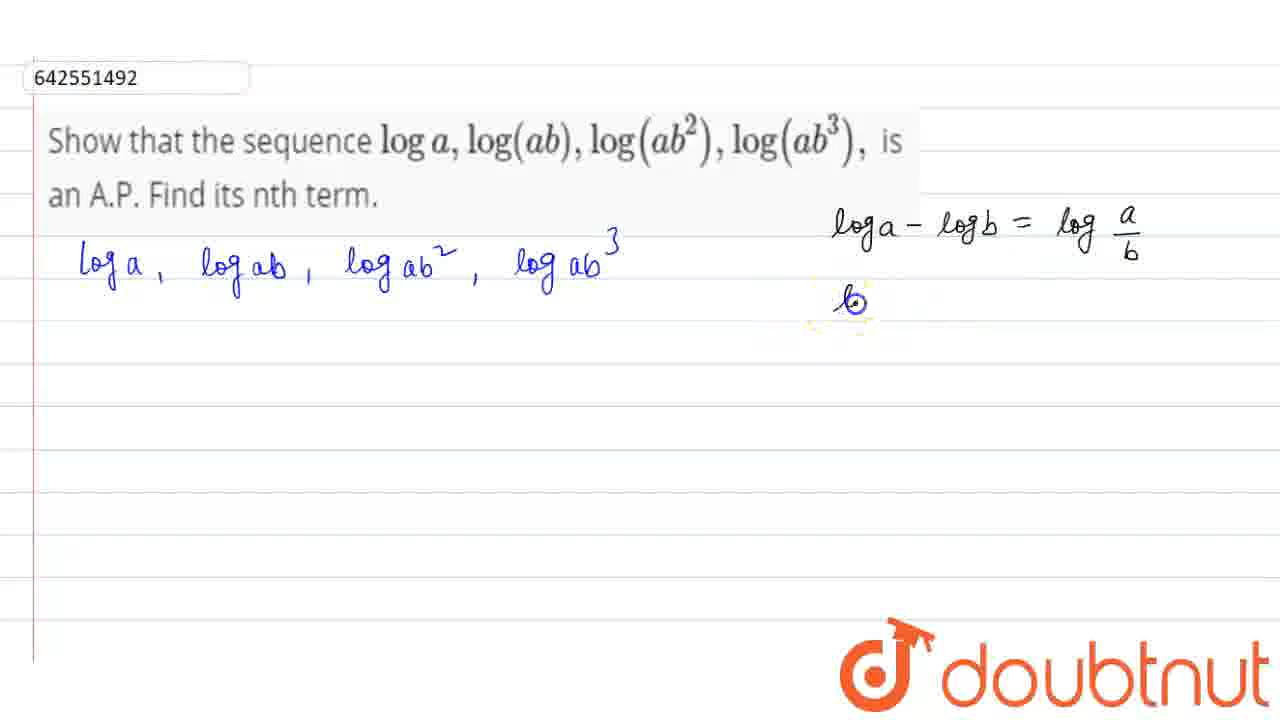 642551492
Show that the sequence log a, log(ab), log(ab²), log(ab³), is
an A.P. Find its nth term.
log a - log b = log a/b
log a, log ab, log ab², log ab³
doubtnut